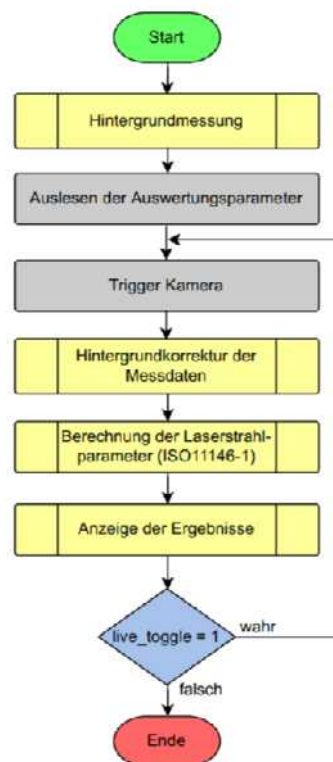 Start
Hintergrundmessung
Auslesen der Auswertungsparameter
Trigger Kamera
Hintergrundkorrektur der
Messdaten
Berechnung der Laserstrahl-
parameter (ISO11146-1)
Anzeige der Ergebnisse
live_toggle = 1
wahr
falsch
Ende